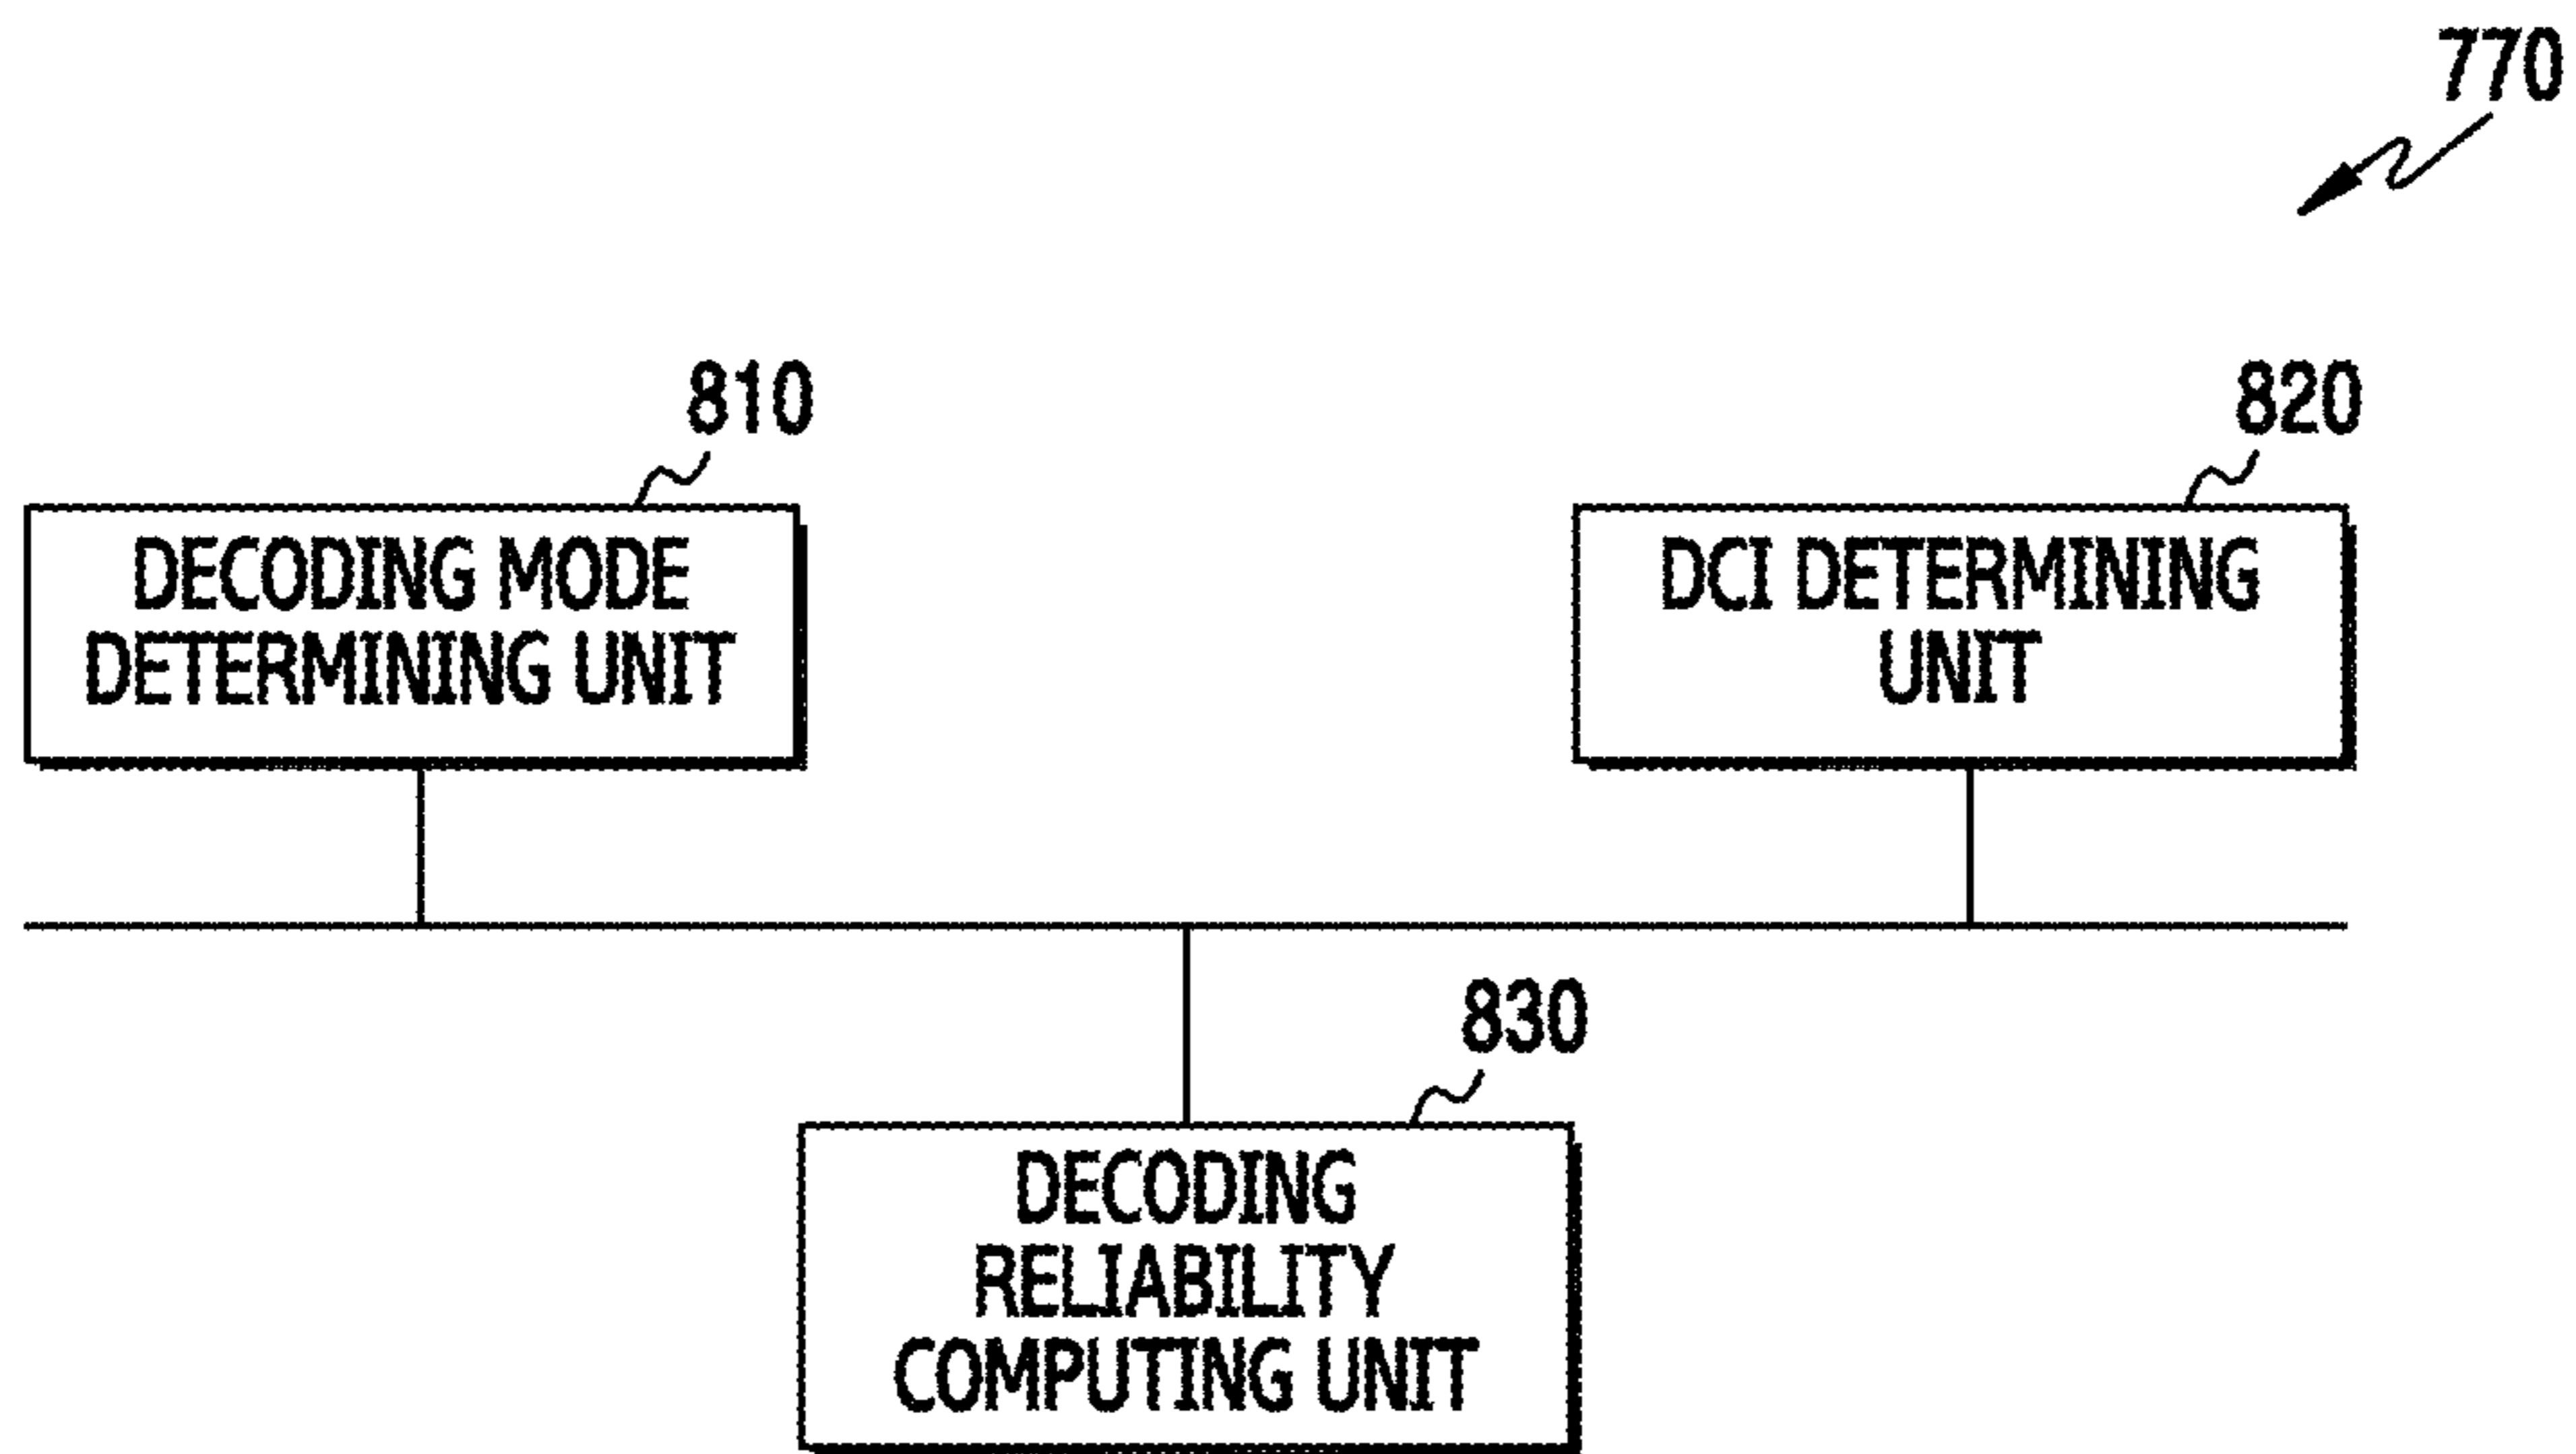 770
810
820
DECODING MODE
DETERMINING UNIT
DCI DETERMINING
UNIT
830
DECODING
RELIABILITY
COMPUTING UNIT